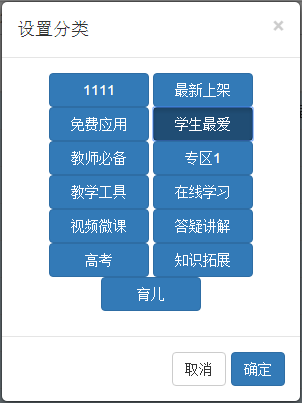 设置分类 ×
1111 最新上架
免费应用 学生最爱
教师必备 专区1
教学工具 在线学习
视频微课 答疑讲解
高考 知识拓展
育儿
取消 确定